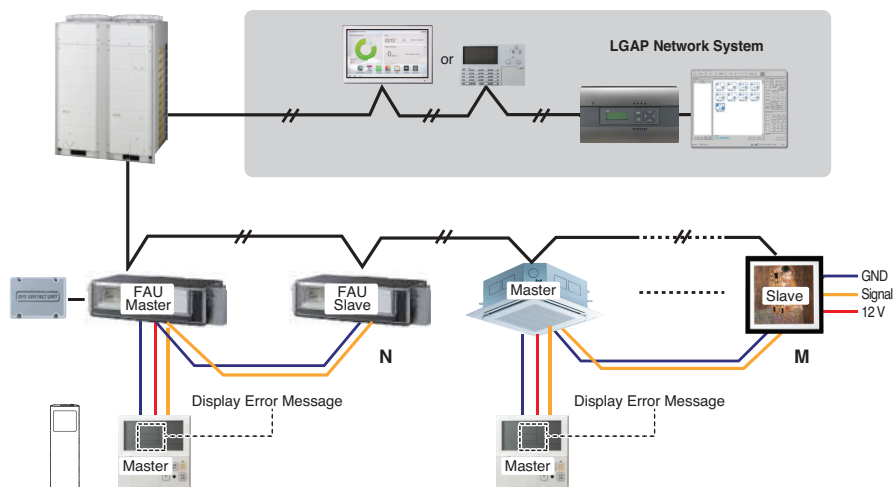 LGAP Network System
or
FAU
Master
FAU
Slave
Master
Slave
GND
Signal
12 V
N
M
Display Error Message
Display Error Message
Master
Master